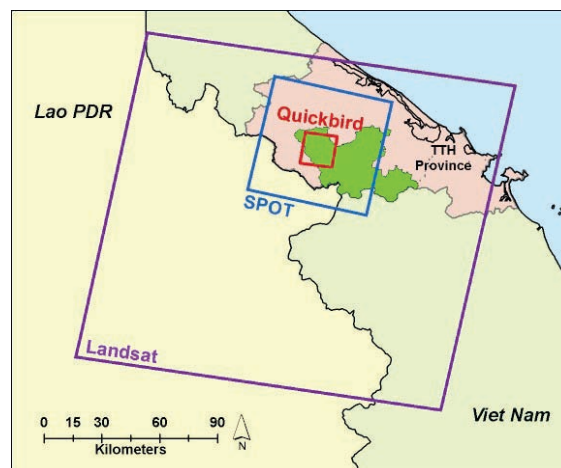 Lao PDR
Quickbird
TTH
Province
SPOT
Landsat
Viet Nam
0 15 30 60 90
Kilometers
N